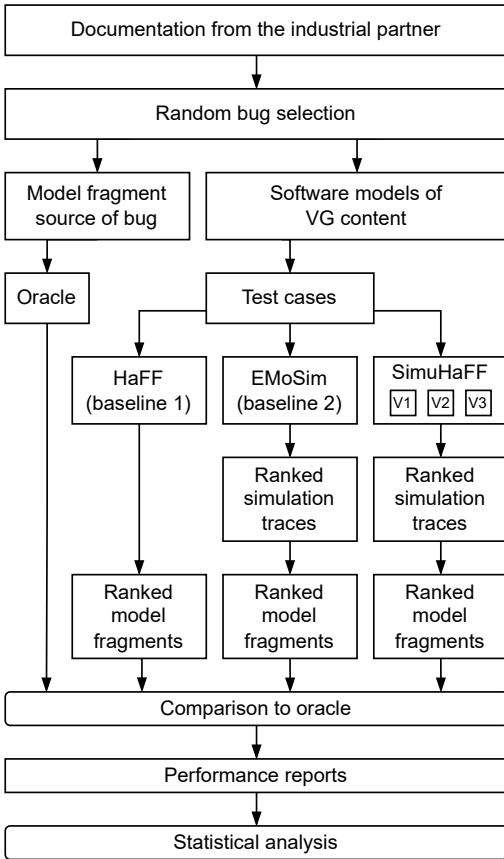 Documentation from the industrial partner
Random bug selection
Model fragment
source of bug
Software models of
VG content
Oracle
Test cases
HaFF
(baseline 1)
EMoSim
(baseline 2)
SimuHaFF
V1 V2 V3
Ranked
simulation
traces
Ranked
simulation
traces
Ranked
model
fragments
Ranked
model
fragments
Ranked
model
fragments
Comparison to oracle
Performance reports
Statistical analysis